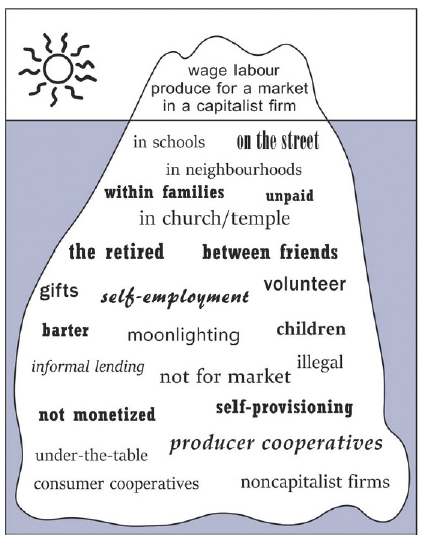 wage labour
produce for a market
in a capitalist firm
in schools on the street
in neighbourhoods
within families unpaid
in church/temple
the retired between friends
gifts self-employment volunteer
barter moonlighting children
informal lending not for market illegal
not monetized self-provisioning
under-the-table producer cooperatives
consumer cooperatives noncapitalist firms